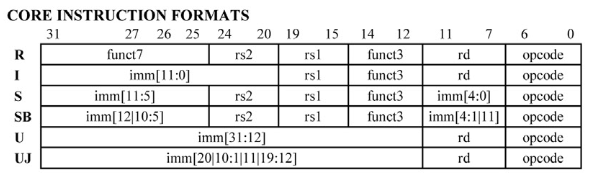 CORE INSTRUCTION FORMATS
31 27 26 25 24 20 19 15 14 12 11 7 6 0
R funct7 rs2 rs1 funct3 rd opcode
I imm[11:0] rs1 funct3 rd opcode
S imm[11:5] rs2 rs1 funct3 imm[4:0] opcode
SB imm[12|10:5] rs2 rs1 funct3 imm[4:1|11] opcode
U imm[31:12] rd opcode
UJ imm[20|10:1|11|19:12] rd opcode